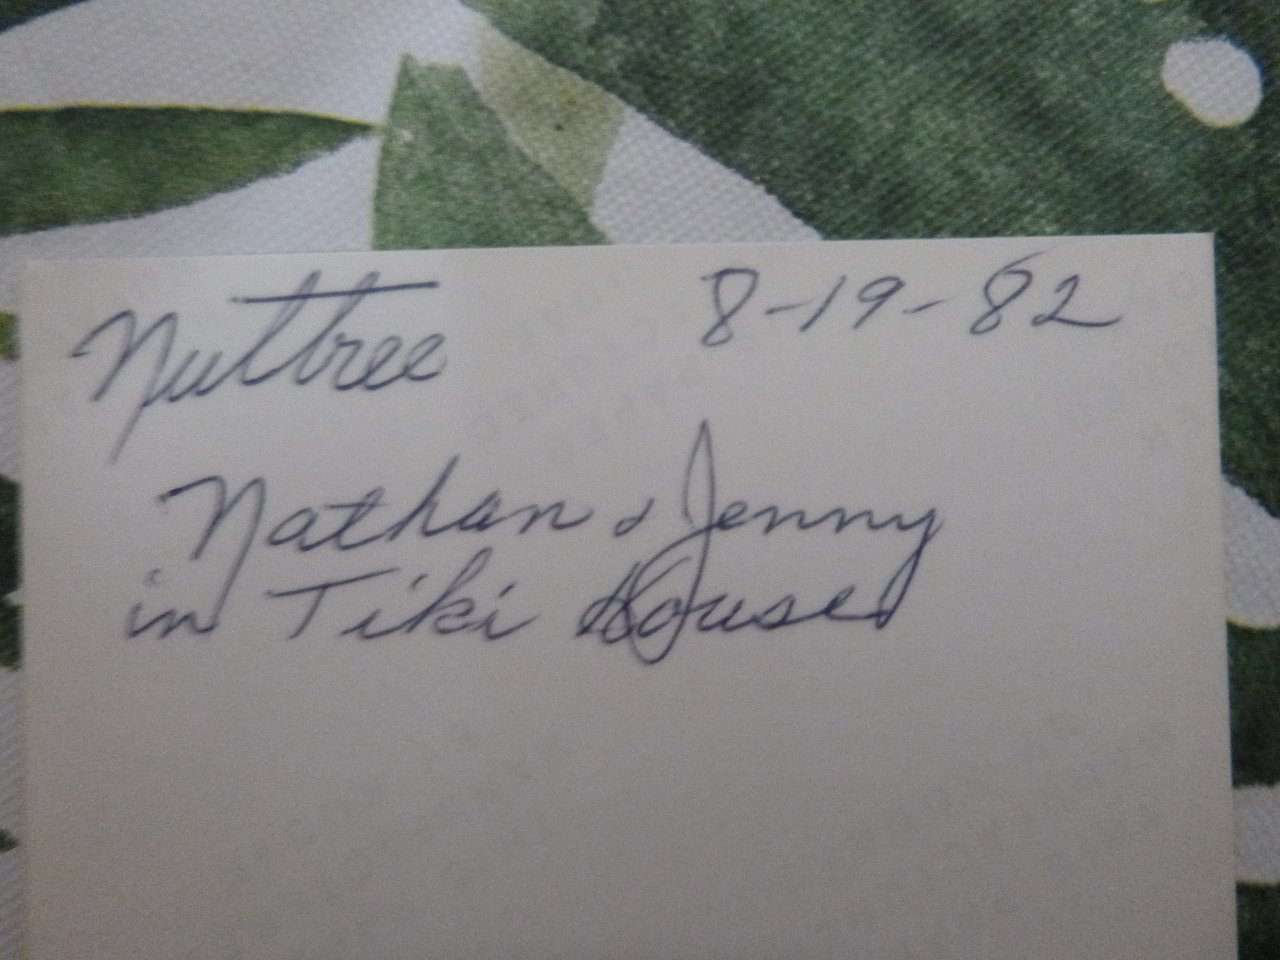 Nuttree 8-19-82
Nathan & Jenny
in Tiki House